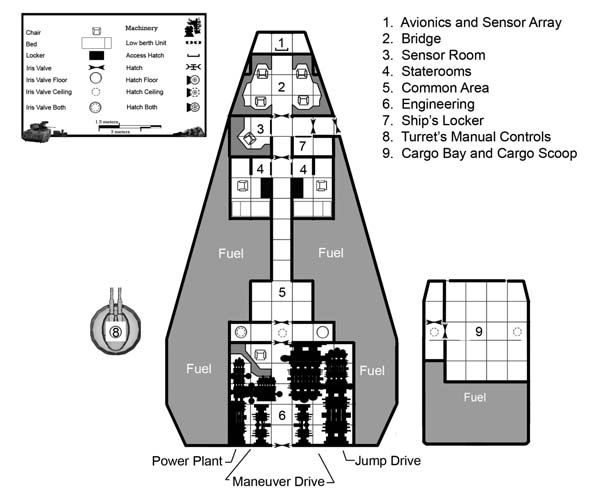 Chair
Machinery
Bed
Low berth Unit
Locker
Access Hatch
Iris Valve
Hatch
Iris Valve Floor
Hatch Floor
Iris Valve Ceiling
Hatch Ceiling
Iris Valve Both
Hatch Both
1.5 meters
3 meters
1. Avionics and Sensor Array
2. Bridge
3. Sensor Room
4. Staterooms
5. Common Area
6. Engineering
7. Ship's Locker
8. Turret's Manual Controls
9. Cargo Bay and Cargo Scoop
1
2
3
7
4
4
Fuel
Fuel
5
8
9
Fuel
Fuel
Fuel
6
Power Plant
Jump Drive
Maneuver Drive